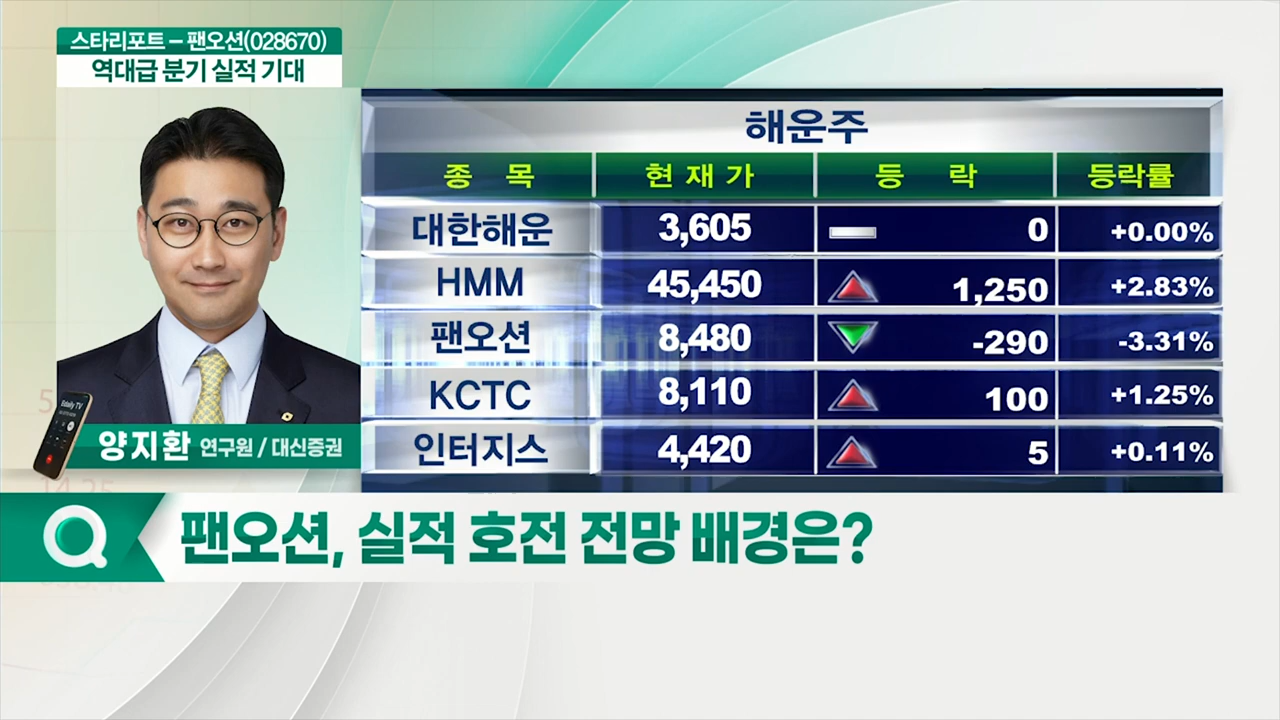 스타리포트 – 팬오션(028670)
역대급 분기 실적 기대
해운주
종 목 현재가 등 락 등락률
대한해운 3,605 0 +0.00%
HMM 45,450 1,250 +2.83%
팬오션 8,480 -290 -3.31%
KCTC 8,110 100 +1.25%
인터지스 4,420 5 +0.11%
Edaily TV
양지환 연구원 / 대신증권
Q 팬오션, 실적 호전 전망 배경은?